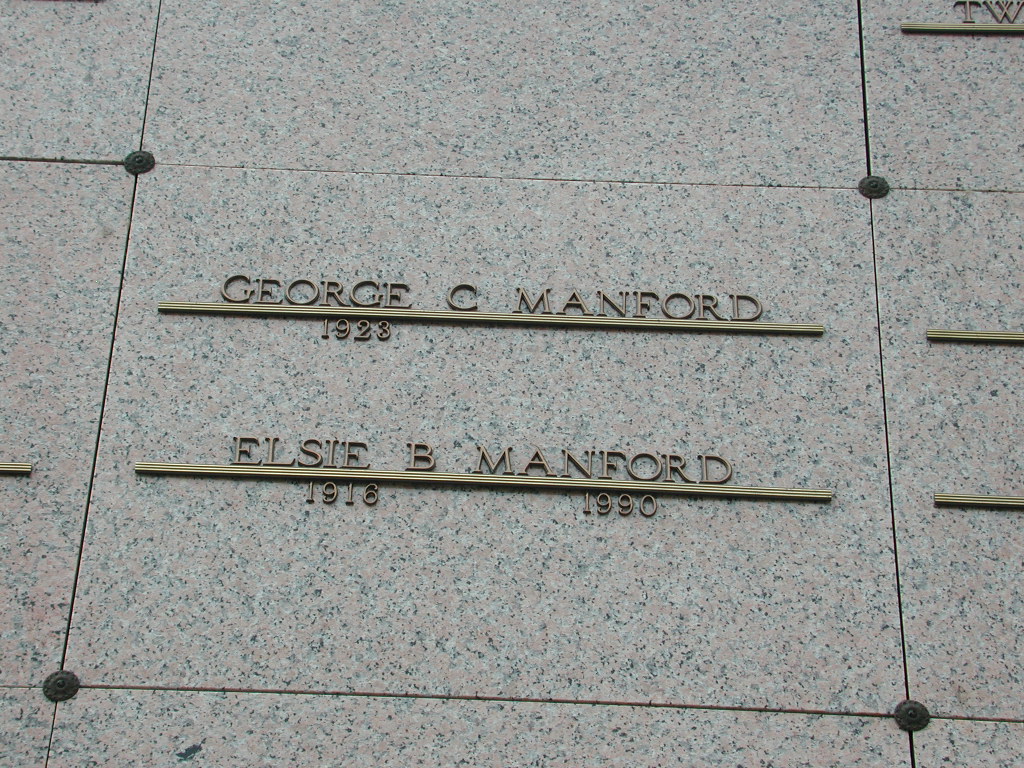 GEORGE C MANFORD
1923
ELSIE B MANFORD
1916 1990